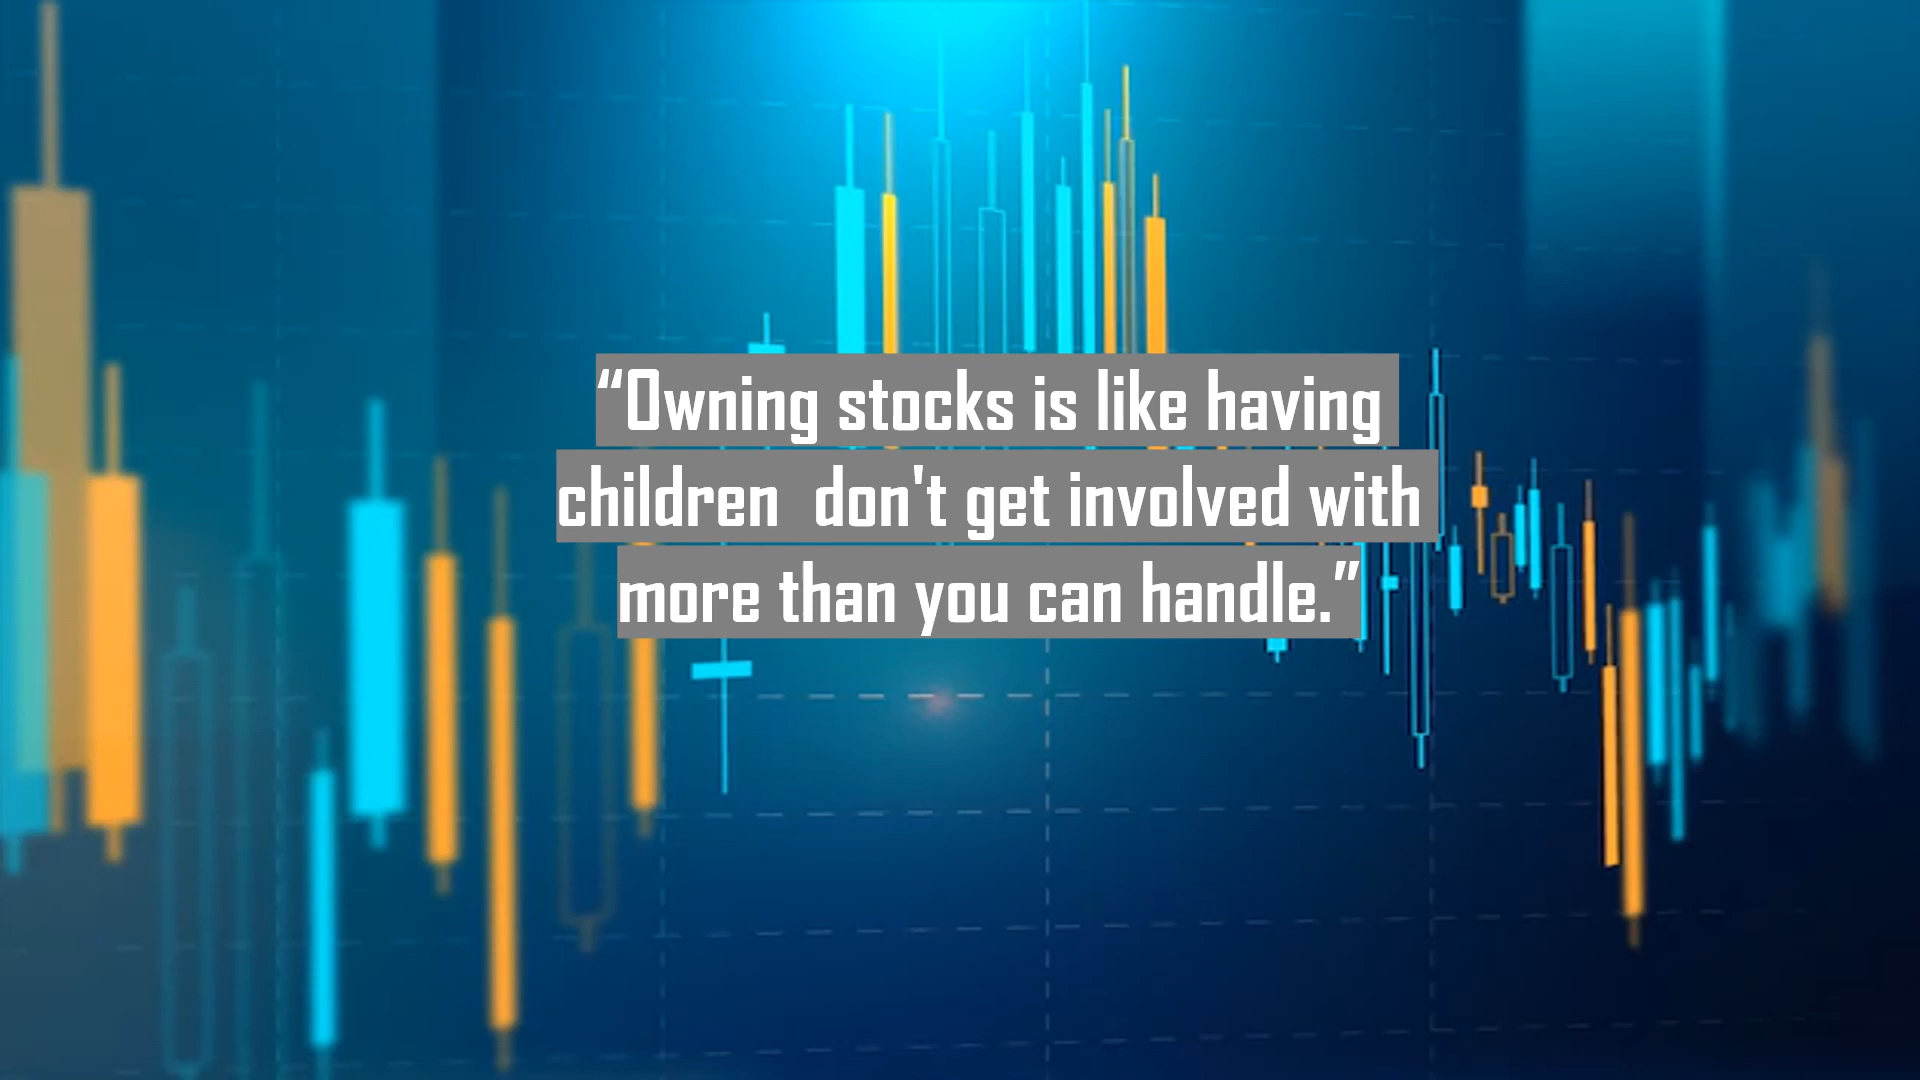 “Owning stocks is like having
children  don't get involved with
more than you can handle.”